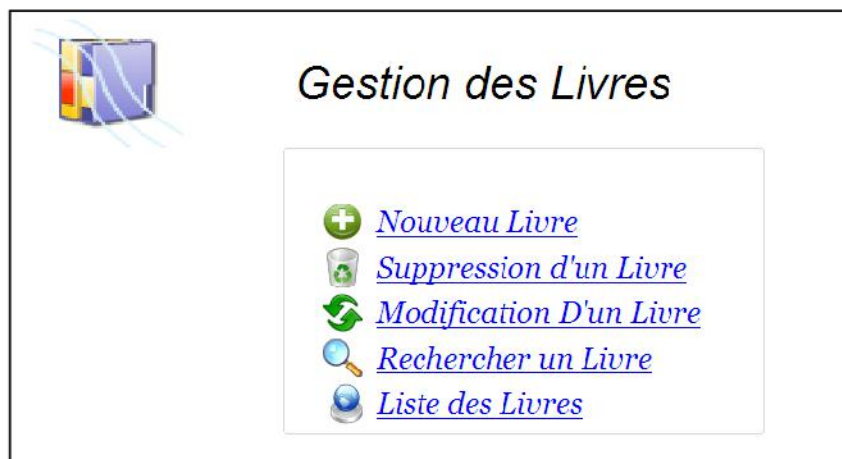 Gestion des Livres
Nouveau Livre
Suppression d'un Livre
Modification D'un Livre
Rechercher un Livre
Liste des Livres